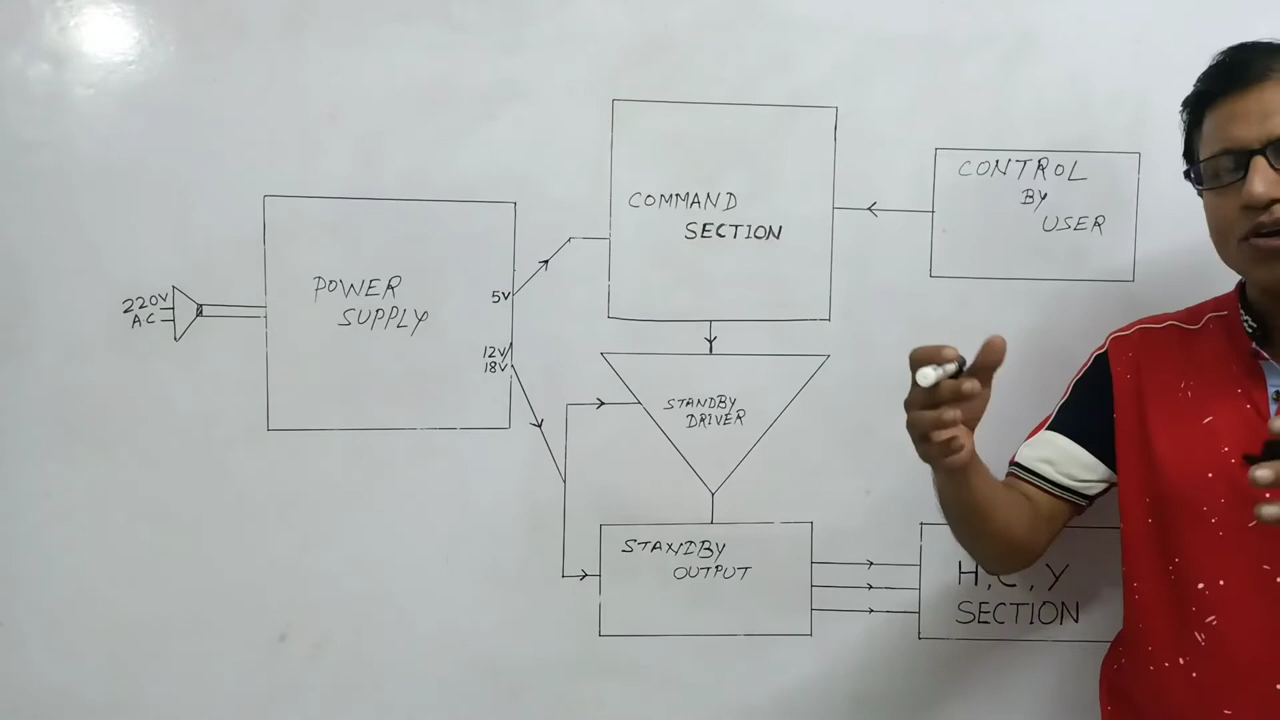 220V
AC
POWER
SUPPLY
5V
12V/
18V
COMMAND
SECTION
CONTROL
BY
USER
STANDBY
DRIVER
STANDBY
OUTPUT
H, C, Y
SECTION